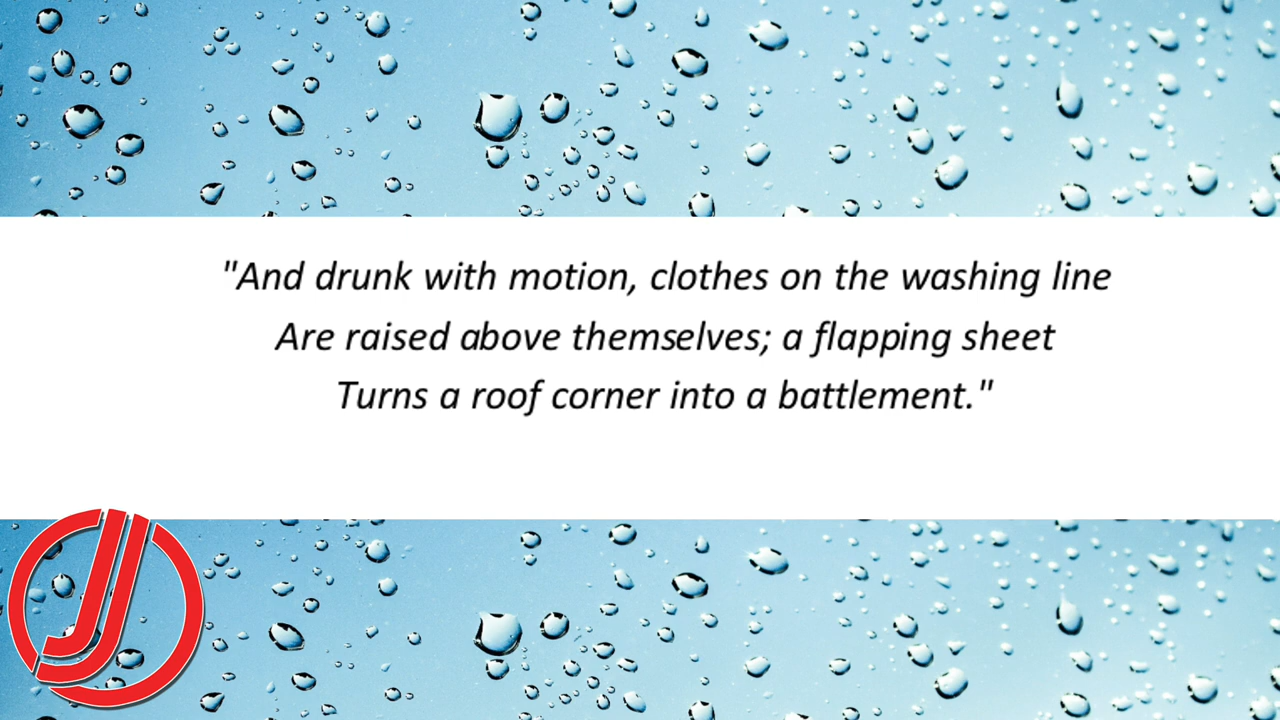 "And drunk with motion, clothes on the washing line
Are raised above themselves; a flapping sheet
Turns a roof corner into a battlement."